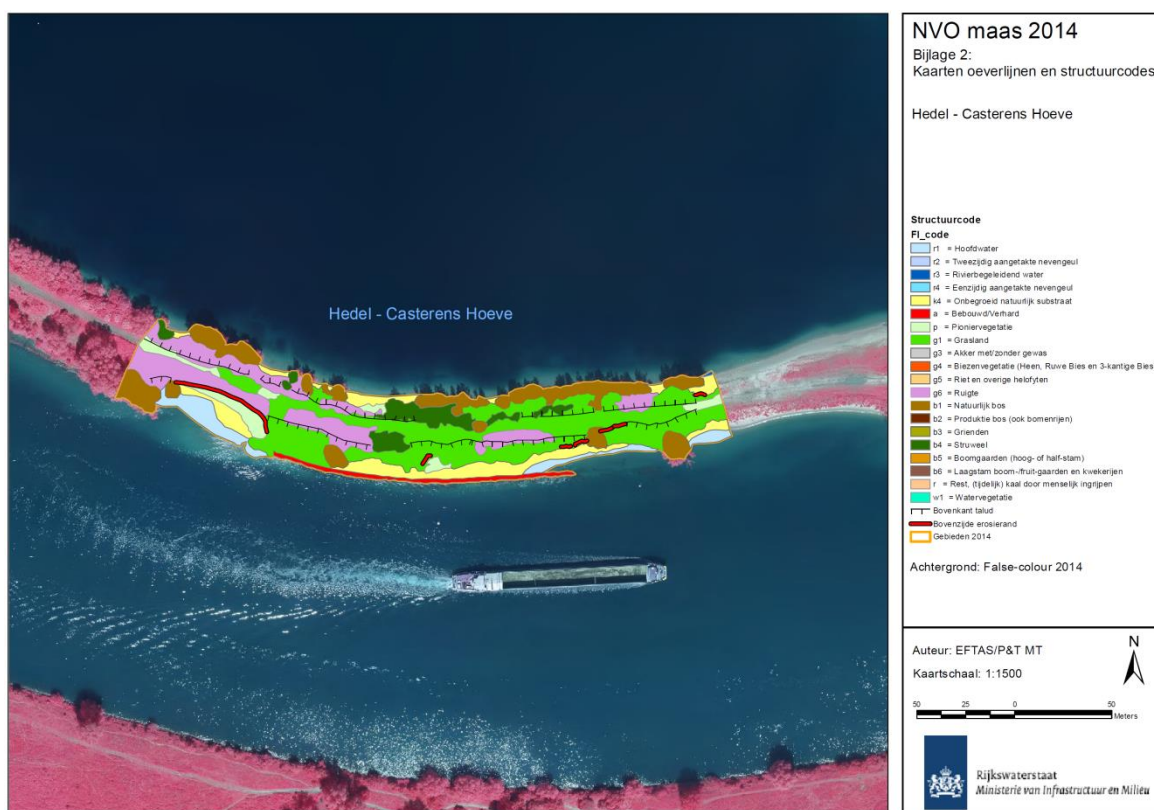 Hedel - Casterens Hoeve
NVO maas 2014
Bijlage 2:
Kaarten oeverlijnen en structuurcodes
Hedel - Casterens Hoeve
Structuurcode
Fl_code
r1 = Hoofdwater
r2 = Tweezijdig aangetakte nevengeul
r3 = Rivierbegeleidend water
r4 = Eenzijdig aangetakte nevengeul
k4 = Onbegroeid natuurlijk substraat
a = Bebouwd/Verhard
p = Pioniervegetatie
g1 = Grasland
g3 = Akker met/zonder gewas
g4 = Biezenvegetatie (Heen, Ruwe Bies en 3-kantige Bies
g5 = Riet en overige helofyten
g6 = Ruigte
b1 = Natuurlijk bos
b2 = Produktie bos (ook bomenrijen)
b3 = Grienden
b4 = Struweel
b5 = Boomgaarden (hoog- of half-stam)
b6 = Laagstam boom-/fruit-gaarden en kwekerijen
r = Rest, (tijdelijk) kaal door menselijk ingrijpen
w1 = Watervegetatie
Bovenkant talud
Bovenzijde erosierand
Gebieden 2014
Achtergrond: False-colour 2014
Auteur: EFTAS/P&T MT
Kaartschaal: 1:1500
N
50 25 0 50
Meters
Rijkswaterstaat
Ministerie van Infrastructuur en Milieu